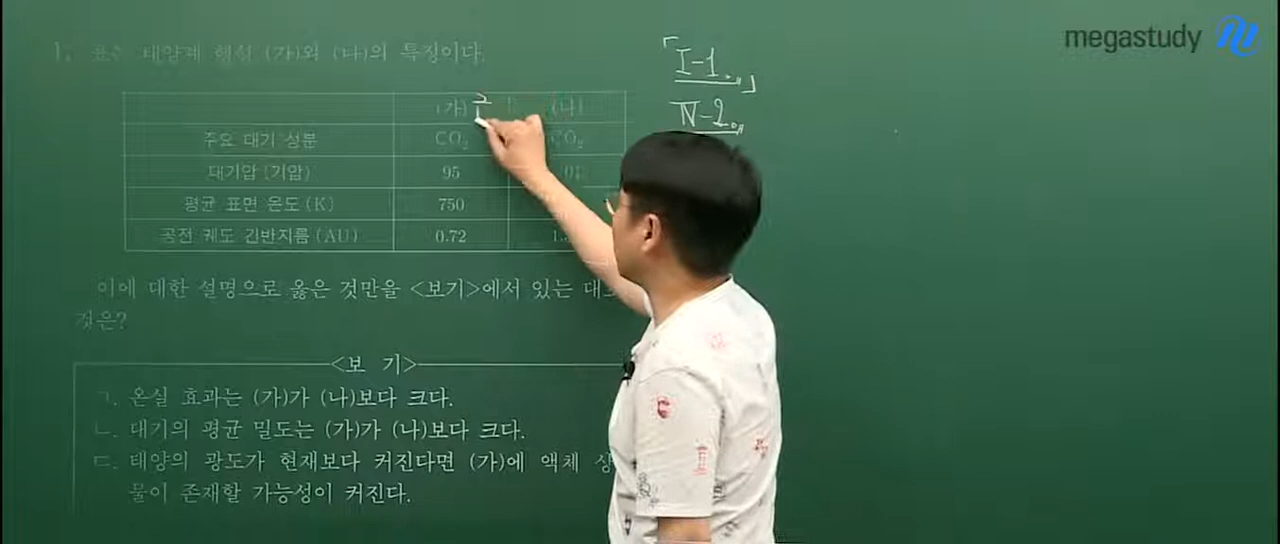 megastudy
「I-1。」
Ⅳ-2。
1. 표는 태양계 행성 (가)와 (나)의 특징이다.
(가) (나)
주요 대기 성분 CO₂ CO₂
대기압(기압) 95
평균 표면 온도(K) 750
공전 궤도 긴반지름(AU) 0.72
이에 대한 설명으로 옳은 것만을 <보기>에서 있는 대로
것은?
<보 기>
ㄱ. 온실 효과는 (가)가 (나)보다 크다.
ㄴ. 대기의 평균 밀도는 (가)가 (나)보다 크다.
ㄷ. 태양의 광도가 현재보다 커진다면 (가)에 액체 상
물이 존재할 가능성이 커진다.